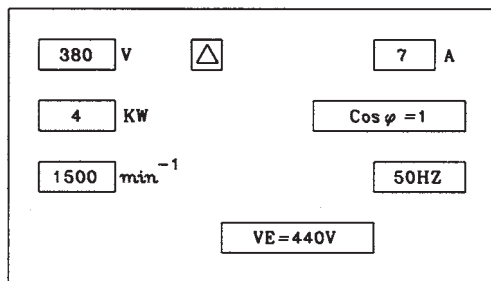 380 V △ 7 A
4 KW Cos φ =1
1500 min⁻¹ 50HZ
VE=440V